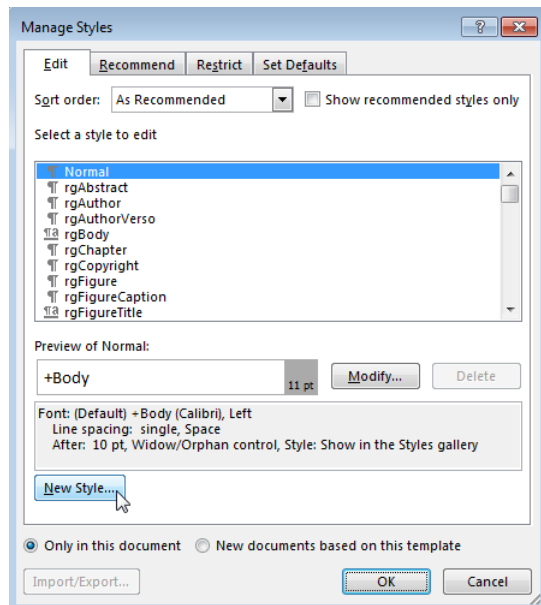 Manage Styles
Edit Recommend Restrict Set Defaults
Sort order: As Recommended Show recommended styles only
Select a style to edit
¶ Normal
¶ rgAbstract
¶ rgAuthor
¶ rgAuthorVerso
¶a rgBody
¶ rgChapter
¶ rgCopyright
¶ rgFigure
¶ rgFigureCaption
¶a rgFigureTitle
Preview of Normal:
+Body 11 pt Modify... Delete
Font: (Default) +Body (Calibri), Left
Line spacing: single, Space
After: 10 pt, Widow/Orphan control, Style: Show in the Styles gallery
New Style...
Only in this document New documents based on this template
Import/Export... OK Cancel